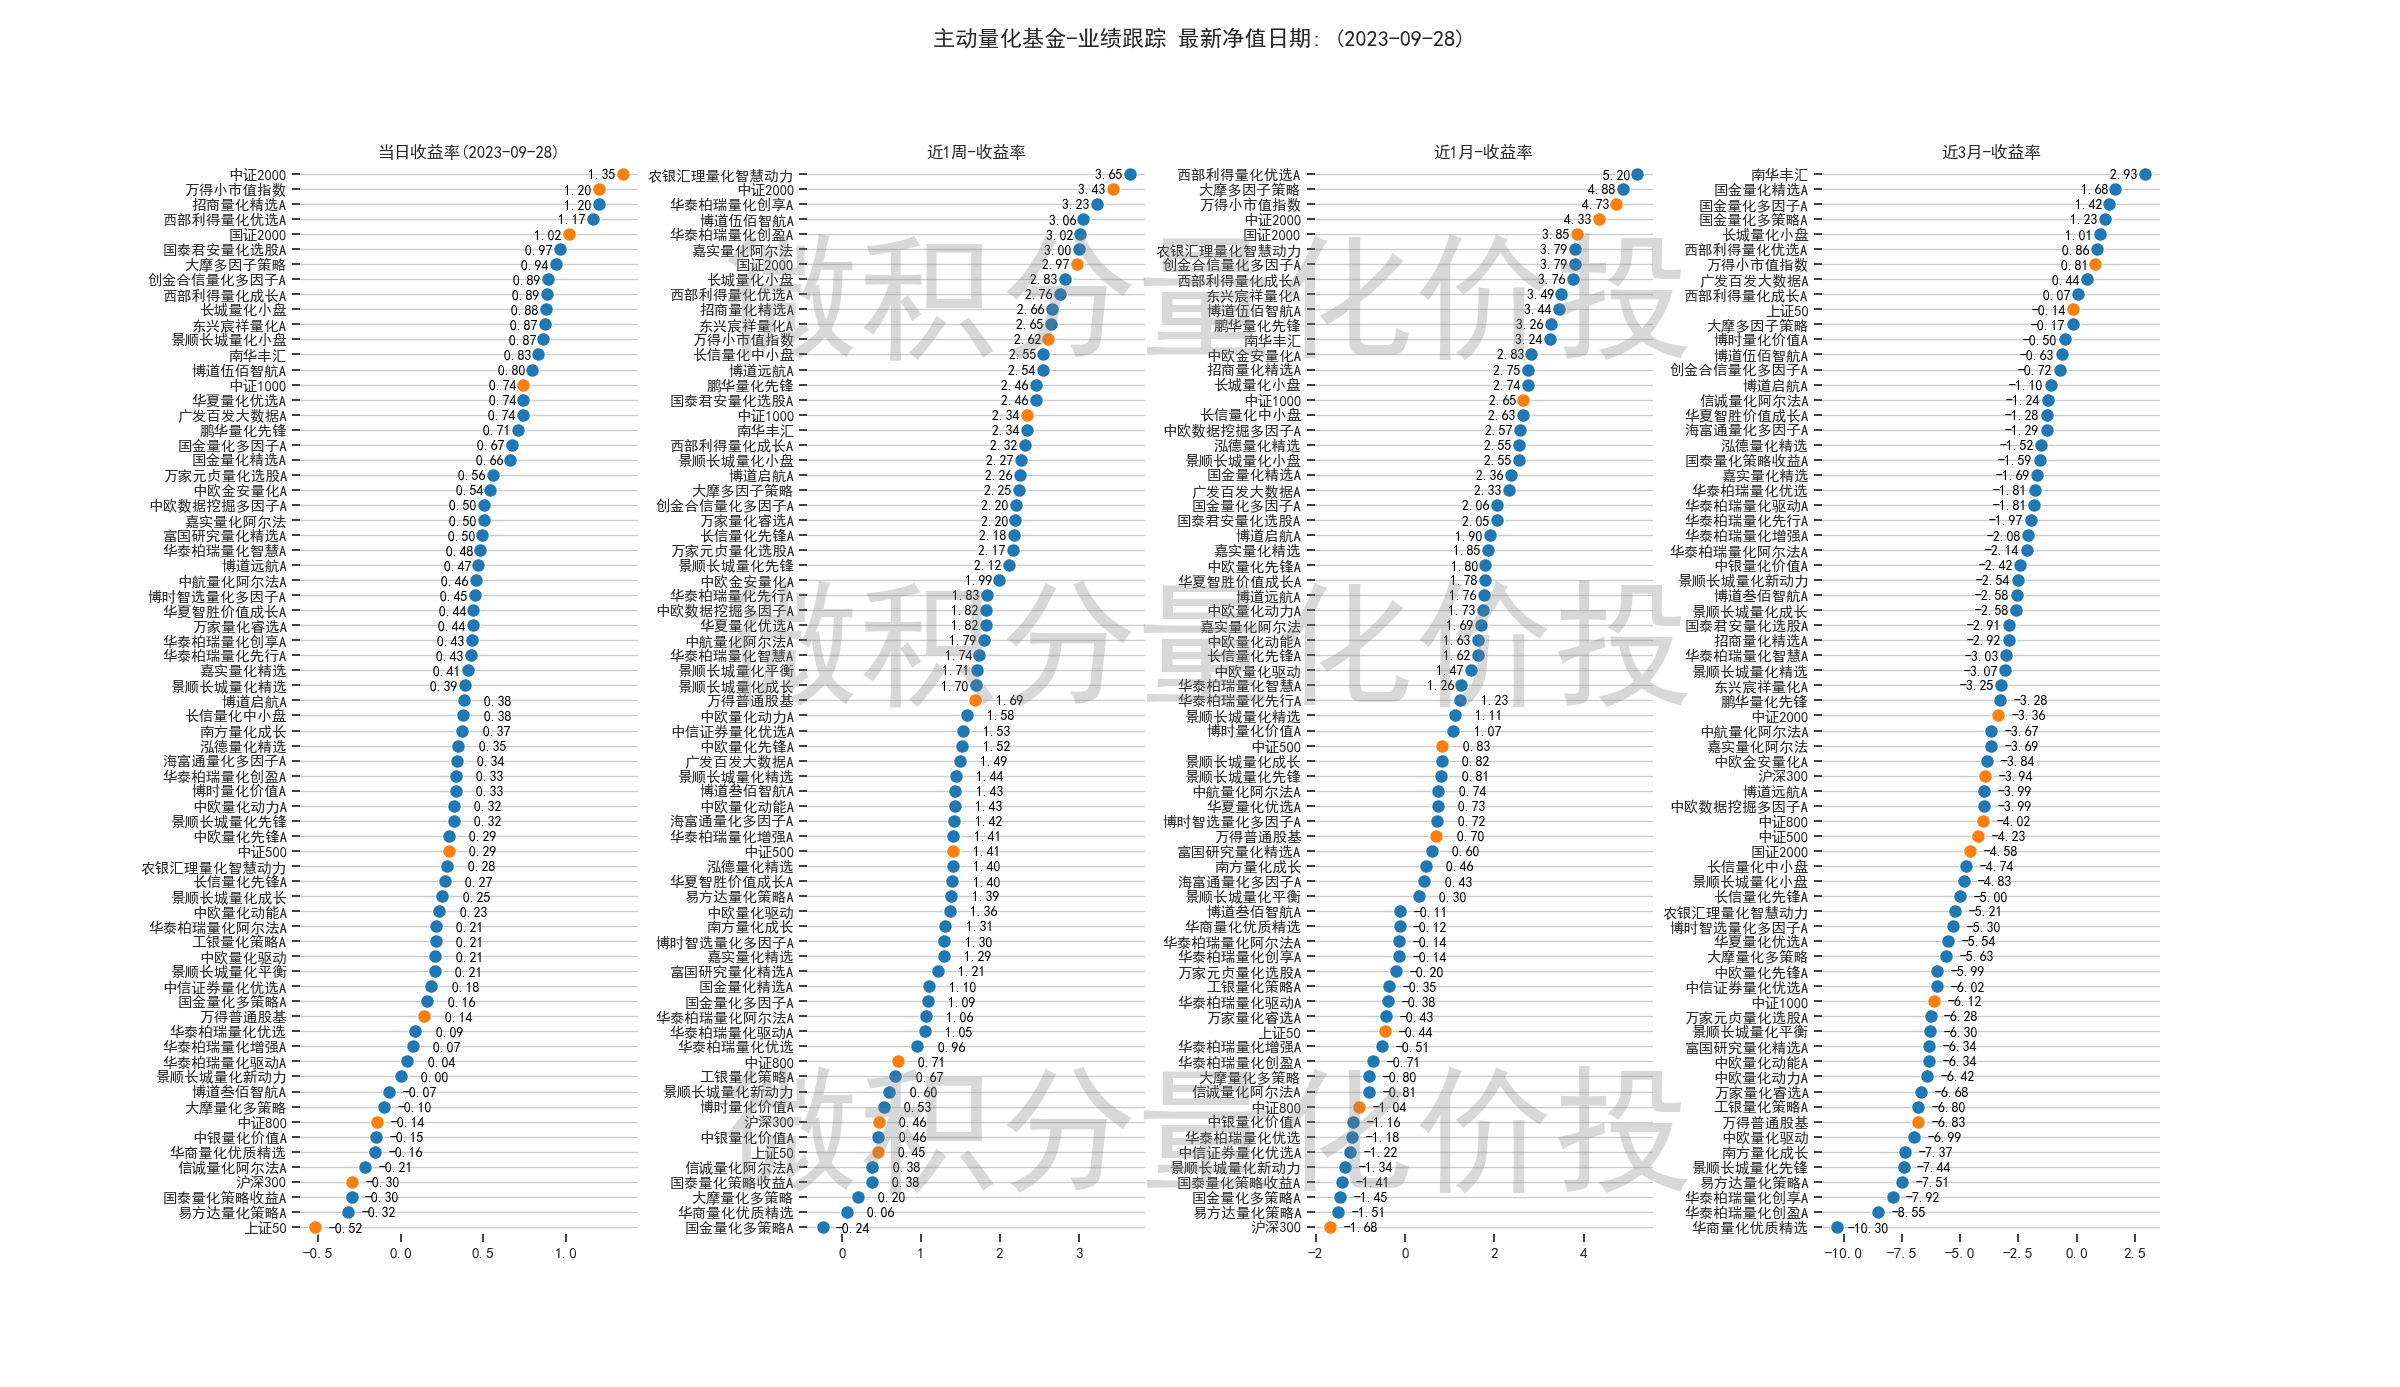 主动量化基金-业绩跟踪 最新净值日期: (2023-09-28)
当日收益率(2023-09-28)
中证2000 1.35
万得小市值指数 1.20
招商量化精选A 1.20
西部利得量化优选A 1.17
国证2000 1.02
国泰君安量化选股A 0.97
大摩多因子策略 0.94
创金合信量化多因子A 0.89
西部利得量化成长A 0.89
长城量化小盘 0.88
东兴宸祥量化A 0.87
景顺长城量化小盘 0.87
南华丰汇 0.83
博道伍佰智航A 0.80
中证1000 0.74
华夏量化优选A 0.74
广发百发大数据A 0.74
鹏华量化先锋 0.71
国金量化多因子A 0.67
国金量化精选A 0.66
万家元贞量化选股A 0.56
中欧金安量化A 0.54
中欧数据挖掘多因子A 0.50
嘉实量化阿尔法 0.50
富国研究量化精选A 0.50
华泰柏瑞量化智慧A 0.48
博道远航A 0.47
中航量化阿尔法A 0.46
博时智选量化多因子A 0.45
华夏智胜价值成长A 0.44
万家量化睿选A 0.44
华泰柏瑞量化创享A 0.43
华泰柏瑞量化先行A 0.43
嘉实量化精选 0.41
景顺长城量化精选 0.39
博道启航A 0.38
长信量化中小盘 0.38
南方量化成长 0.37
泓德量化精选 0.35
海富通量化多因子A 0.34
华泰柏瑞量化创盈A 0.33
博时量化价值A 0.33
中欧量化动力A 0.32
景顺长城量化先锋 0.32
中欧量化先锋A 0.29
中证500 0.29
农银汇理量化智慧动力 0.28
长信量化先锋A 0.27
景顺长城量化成长 0.25
中欧量化动能A 0.23
华泰柏瑞量化阿尔法A 0.21
工银量化策略A 0.21
中欧量化驱动 0.21
景顺长城量化平衡 0.21
中信证券量化优选A 0.18
国金量化多策略A 0.16
万得普通股基 0.14
华泰柏瑞量化优选 0.09
华泰柏瑞量化增强A 0.07
华泰柏瑞量化驱动A 0.04
景顺长城量化新动力 0.00
博道叁佰智航A -0.07
大摩量化多策略 -0.10
中证800 -0.14
中银量化价值A -0.15
华商量化优质精选 -0.16
信诚量化阿尔法A -0.21
沪深300 -0.30
国泰量化策略收益A -0.30
易方达量化策略A -0.32
上证50 -0.52
-0.5 0.0 0.5 1.0
近1周-收益率
农银汇理量化智慧动力 3.65
中证2000 3.43
华泰柏瑞量化创享A 3.23
博道伍佰智航A 3.06
华泰柏瑞量化创盈A 3.02
嘉实量化阿尔法 3.00
国证2000 2.97
长城量化小盘 2.83
西部利得量化优选A 2.76
招商量化精选A 2.66
东兴宸祥量化A 2.65
万得小市值指数 2.62
长信量化中小盘 2.55
博道远航A 2.54
鹏华量化先锋 2.46
国泰君安量化选股A 2.46
中证1000 2.34
南华丰汇 2.34
西部利得量化成长A 2.32
景顺长城量化小盘 2.27
博道启航A 2.26
大摩多因子策略 2.25
创金合信量化多因子A 2.20
万家量化睿选A 2.20
长信量化先锋A 2.18
万家元贞量化选股A 2.17
景顺长城量化先锋 2.12
中欧金安量化A 1.99
华泰柏瑞量化先行A 1.83
中欧数据挖掘多因子A 1.82
华夏量化优选A 1.82
中航量化阿尔法A 1.79
华泰柏瑞量化智慧A 1.74
景顺长城量化平衡 1.71
景顺长城量化成长 1.70
万得普通股基 1.69
中欧量化动力A 1.58
中信证券量化优选A 1.53
中欧量化先锋A 1.52
广发百发大数据A 1.49
景顺长城量化精选 1.44
博道叁佰智航A 1.43
中欧量化动能A 1.43
海富通量化多因子A 1.42
华泰柏瑞量化增强A 1.41
中证500 1.41
泓德量化精选 1.40
华夏智胜价值成长A 1.40
易方达量化策略A 1.39
中欧量化驱动 1.36
南方量化成长 1.31
博时智选量化多因子A 1.30
嘉实量化精选 1.29
富国研究量化精选A 1.21
国金量化精选A 1.10
国金量化多因子A 1.09
华泰柏瑞量化阿尔法A 1.06
华泰柏瑞量化驱动A 1.05
华泰柏瑞量化优选 0.96
中证800 0.71
工银量化策略A 0.67
景顺长城量化新动力 0.60
博时量化价值A 0.53
沪深300 0.46
中银量化价值A 0.46
上证50 0.45
信诚量化阿尔法A 0.38
国泰量化策略收益A 0.38
大摩量化多策略 0.20
华商量化优质精选 0.06
国金量化多策略A -0.24
0 1 2 3
近1月-收益率
西部利得量化优选A 5.20
大摩多因子策略 4.88
万得小市值指数 4.73
中证2000 4.33
国证2000 3.85
农银汇理量化智慧动力 3.79
创金合信量化多因子A 3.79
西部利得量化成长A 3.76
东兴宸祥量化A 3.49
博道伍佰智航A 3.44
鹏华量化先锋 3.26
南华丰汇 3.24
中欧金安量化A 2.83
招商量化精选A 2.75
长城量化小盘 2.74
中证1000 2.65
长信量化中小盘 2.63
中欧数据挖掘多因子A 2.57
泓德量化精选 2.55
景顺长城量化小盘 2.55
国金量化精选A 2.36
广发百发大数据A 2.33
国金量化多因子A 2.06
国泰君安量化选股A 2.05
博道启航A 1.90
嘉实量化精选 1.85
中欧量化先锋A 1.80
华夏智胜价值成长A 1.78
博道远航A 1.76
中欧量化动力A 1.73
嘉实量化阿尔法 1.69
中欧量化动能A 1.63
长信量化先锋A 1.62
中欧量化驱动 1.47
华泰柏瑞量化智慧A 1.26
华泰柏瑞量化先行A 1.23
景顺长城量化精选 1.11
博时量化价值A 1.07
中证500 0.83
景顺长城量化成长 0.82
景顺长城量化先锋 0.81
中航量化阿尔法A 0.74
华夏量化优选A 0.73
博时智选量化多因子A 0.72
万得普通股基 0.70
富国研究量化精选A 0.60
南方量化成长 0.46
海富通量化多因子A 0.43
景顺长城量化平衡 0.30
博道叁佰智航A -0.11
华商量化优质精选 -0.12
华泰柏瑞量化阿尔法A -0.14
华泰柏瑞量化创享A -0.14
万家元贞量化选股A -0.20
工银量化策略A -0.35
华泰柏瑞量化驱动A -0.38
万家量化睿选A -0.43
上证50 -0.44
华泰柏瑞量化增强A -0.51
华泰柏瑞量化创盈A -0.71
大摩量化多策略 -0.80
信诚量化阿尔法A -0.81
中证800 -1.04
中银量化价值A -1.16
华泰柏瑞量化优选 -1.18
中信证券量化优选A -1.22
景顺长城量化新动力 -1.34
国泰量化策略收益A -1.41
国金量化多策略A -1.45
易方达量化策略A -1.51
沪深300 -1.68
-2 0 2 4
近3月-收益率
南华丰汇 2.93
国金量化精选A 1.68
国金量化多因子A 1.42
国金量化多策略A 1.23
长城量化小盘 1.01
西部利得量化优选A 0.86
万得小市值指数 0.81
广发百发大数据A 0.44
西部利得量化成长A 0.07
上证50 -0.14
大摩多因子策略 -0.17
博时量化价值A -0.50
博道伍佰智航A -0.63
创金合信量化多因子A -0.72
博道启航A -1.10
信诚量化阿尔法A -1.24
华夏智胜价值成长A -1.28
海富通量化多因子A -1.29
泓德量化精选 -1.52
国泰量化策略收益A -1.59
嘉实量化精选 -1.69
华泰柏瑞量化优选 -1.81
华泰柏瑞量化驱动A -1.81
华泰柏瑞量化先行A -1.97
华泰柏瑞量化增强A -2.08
华泰柏瑞量化阿尔法A -2.14
中银量化价值A -2.42
景顺长城量化新动力 -2.54
博道叁佰智航A -2.58
景顺长城量化成长 -2.58
国泰君安量化选股A -2.91
招商量化精选A -2.92
华泰柏瑞量化智慧A -3.03
景顺长城量化精选 -3.07
东兴宸祥量化A -3.25
鹏华量化先锋 -3.28
中证2000 -3.36
中航量化阿尔法A -3.67
嘉实量化阿尔法 -3.69
中欧金安量化A -3.84
沪深300 -3.94
博道远航A -3.99
中欧数据挖掘多因子A -3.99
中证800 -4.02
中证500 -4.23
国证2000 -4.58
长信量化中小盘 -4.74
景顺长城量化小盘 -4.83
长信量化先锋A -5.00
农银汇理量化智慧动力 -5.21
博时智选量化多因子A -5.30
华夏量化优选A -5.54
大摩量化多策略 -5.63
中欧量化先锋A -5.99
中信证券量化优选A -6.02
中证1000 -6.12
万家元贞量化选股A -6.28
景顺长城量化平衡 -6.30
富国研究量化精选A -6.34
中欧量化动能A -6.34
中欧量化动力A -6.42
万家量化睿选A -6.68
工银量化策略A -6.80
万得普通股基 -6.83
中欧量化驱动 -6.99
南方量化成长 -7.37
景顺长城量化先锋 -7.44
易方达量化策略A -7.51
华泰柏瑞量化创享A -7.92
华泰柏瑞量化创盈A -8.55
华商量化优质精选 -10.30
-10.0 -7.5 -5.0 -2.5 0.0 2.5
微积分量化价投
微积分量化价投
微积分量化价投